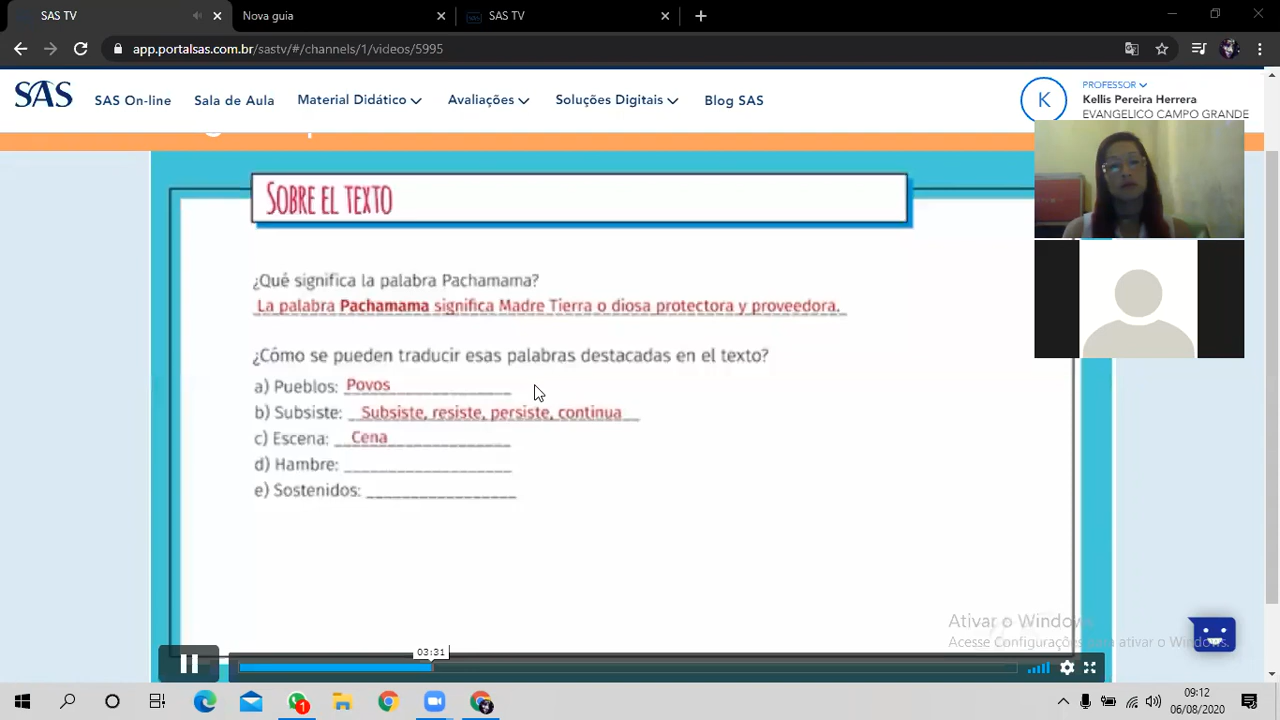 SAS TV
Nova guia
SAS TV
app.portalsas.com.br/sastv/#/channels/1/videos/5995
SAS
SAS On-line
Sala de Aula
Material Didático
Avaliações
Soluções Digitais
Blog SAS
K
PROFESSOR
Kellis Pereira Herrera
EVANGELICO CAMPO GRANDE
SOBRE EL TEXTO
¿Qué significa la palabra Pachamama?
La palabra Pachamama significa Madre Tierra o diosa protectora y proveedora.
¿Cómo se pueden traducir esas palabras destacadas en el texto?
a) Pueblos: Povos
b) Subsiste: Subsiste, resiste, persiste, continua
c) Escena: Cena
d) Hambre:
e) Sostenidos:
Ativar o Windows
Acesse Configurações para ativar o Windows.
03:31
1
09:12
06/08/2020